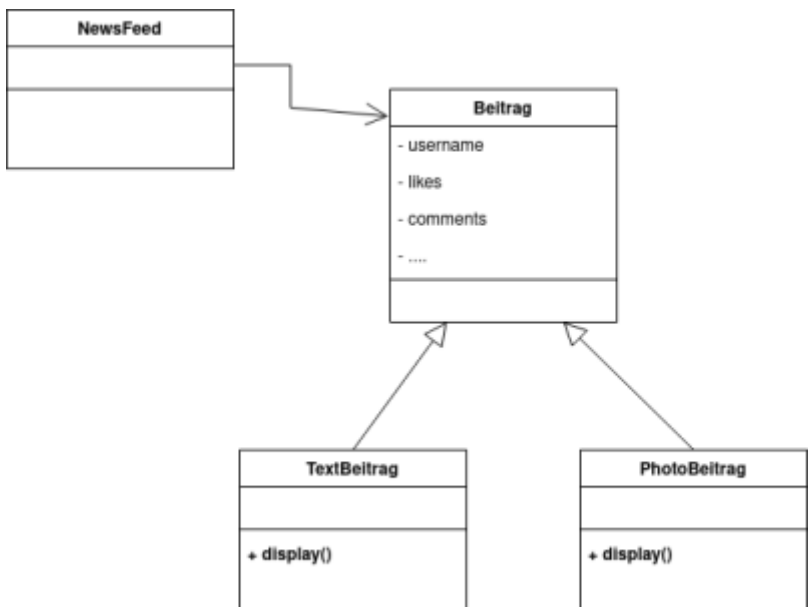 NewsFeed
Beitrag
- username
- likes
- comments
- ....
TextBeitrag
+ display()
PhotoBeitrag
+ display()